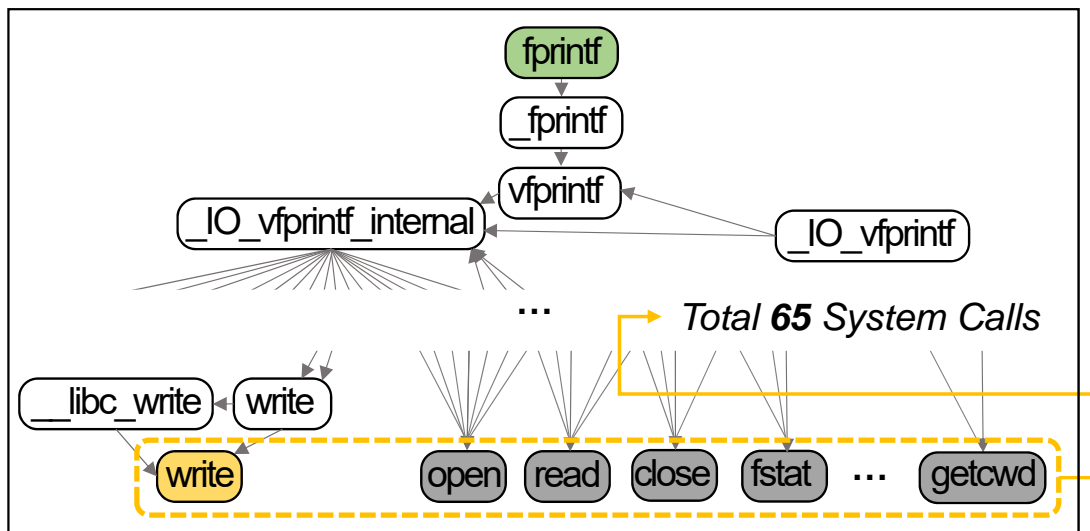 fprintf
_fprintf
vfprintf
_IO_vfprintf_internal
_IO_vfprintf
...
Total 65 System Calls
__libc_write
write
write
open
read
close
fstat
...
getcwd